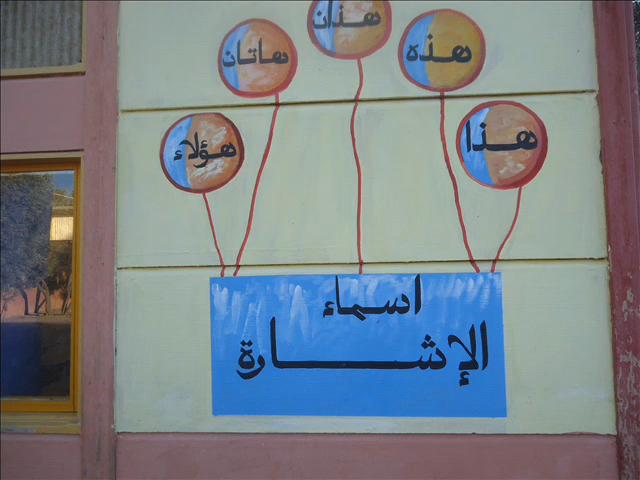 هذا
هذه
هذان
هاتان
هؤلاء
اسماء
الإشارة